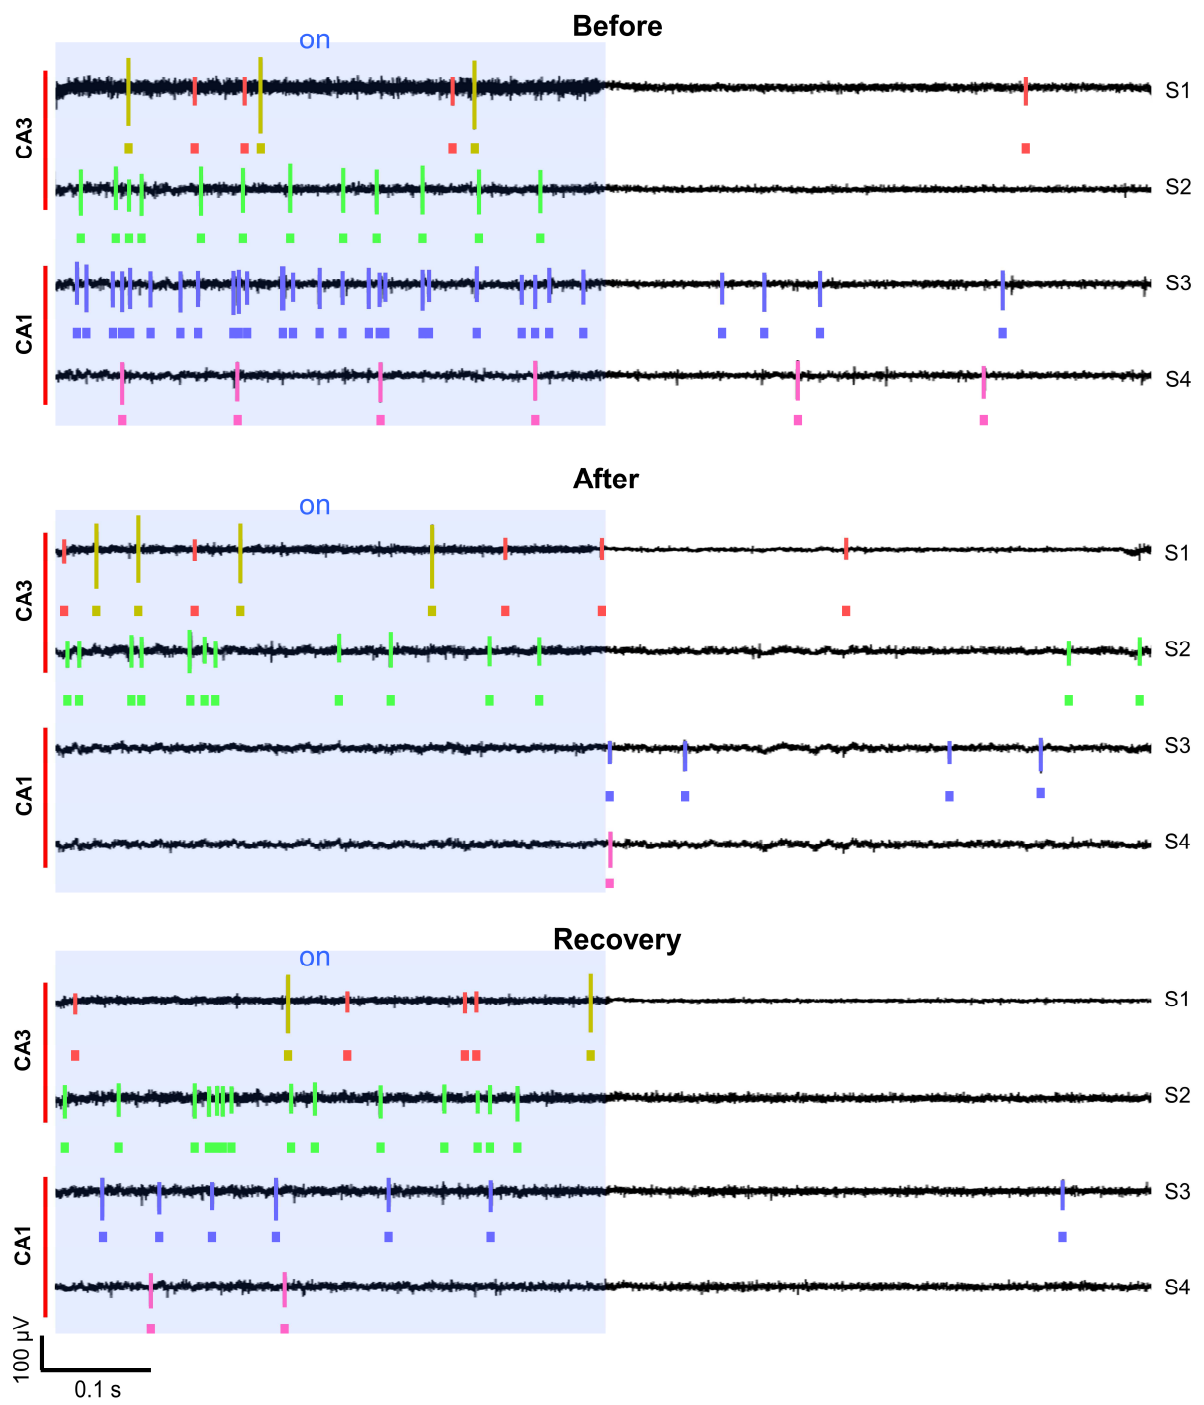 Before
on
CA3
S1
S2
CA1
S3
S4
After
on
CA3
S1
S2
CA1
S3
S4
Recovery
on
CA3
S1
S2
CA1
S3
S4
100 µV
0.1 s